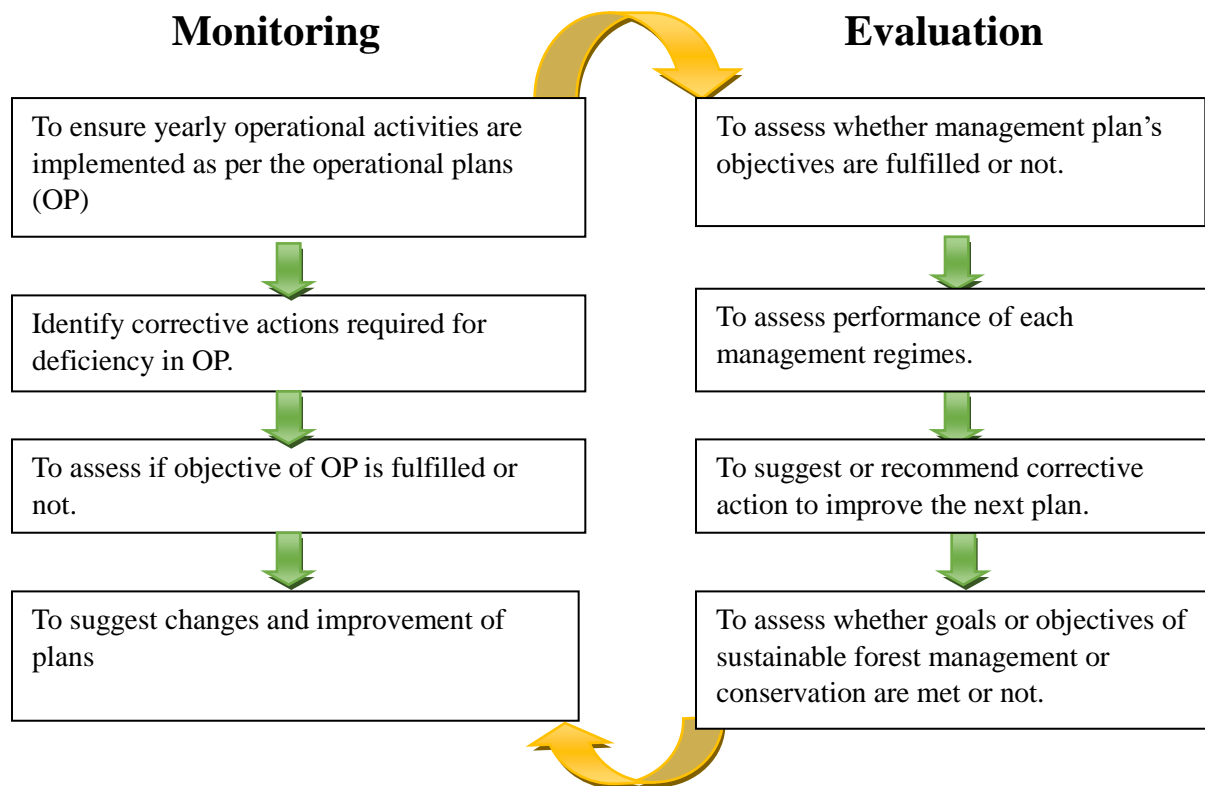 Monitoring
To ensure yearly operational activities are
implemented as per the operational plans
(OP)
Identify corrective actions required for
deficiency in OP.
To assess if objective of OP is fulfilled or
not.
To suggest changes and improvement of
plans
Evaluation
To assess whether management plan’s
objectives are fulfilled or not.
To assess performance of each
management regimes.
To suggest or recommend corrective
action to improve the next plan.
To assess whether goals or objectives of
sustainable forest management or
conservation are met or not.